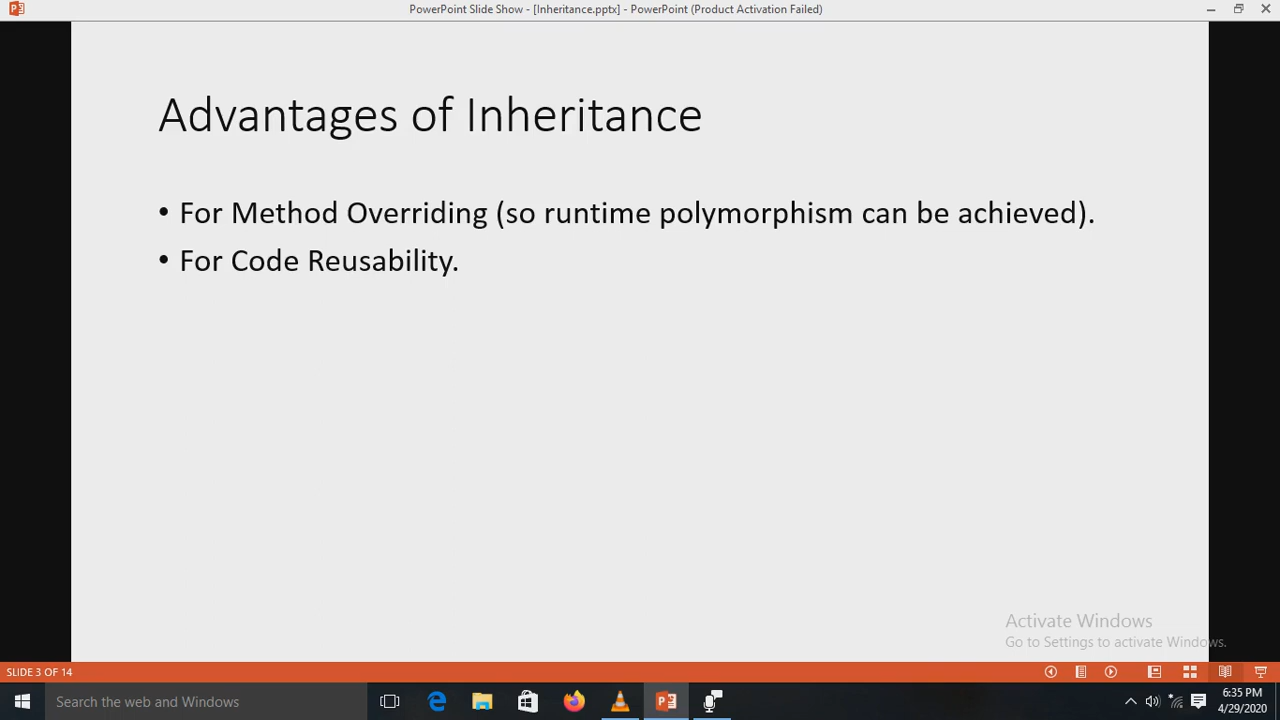 PowerPoint Slide Show - [Inheritance.pptx] - PowerPoint (Product Activation Failed)
Advantages of Inheritance
• For Method Overriding (so runtime polymorphism can be achieved).
• For Code Reusability.
Activate Windows
Go to Settings to activate Windows.
SLIDE 3 OF 14
Search the web and Windows
6:35 PM
4/29/2020